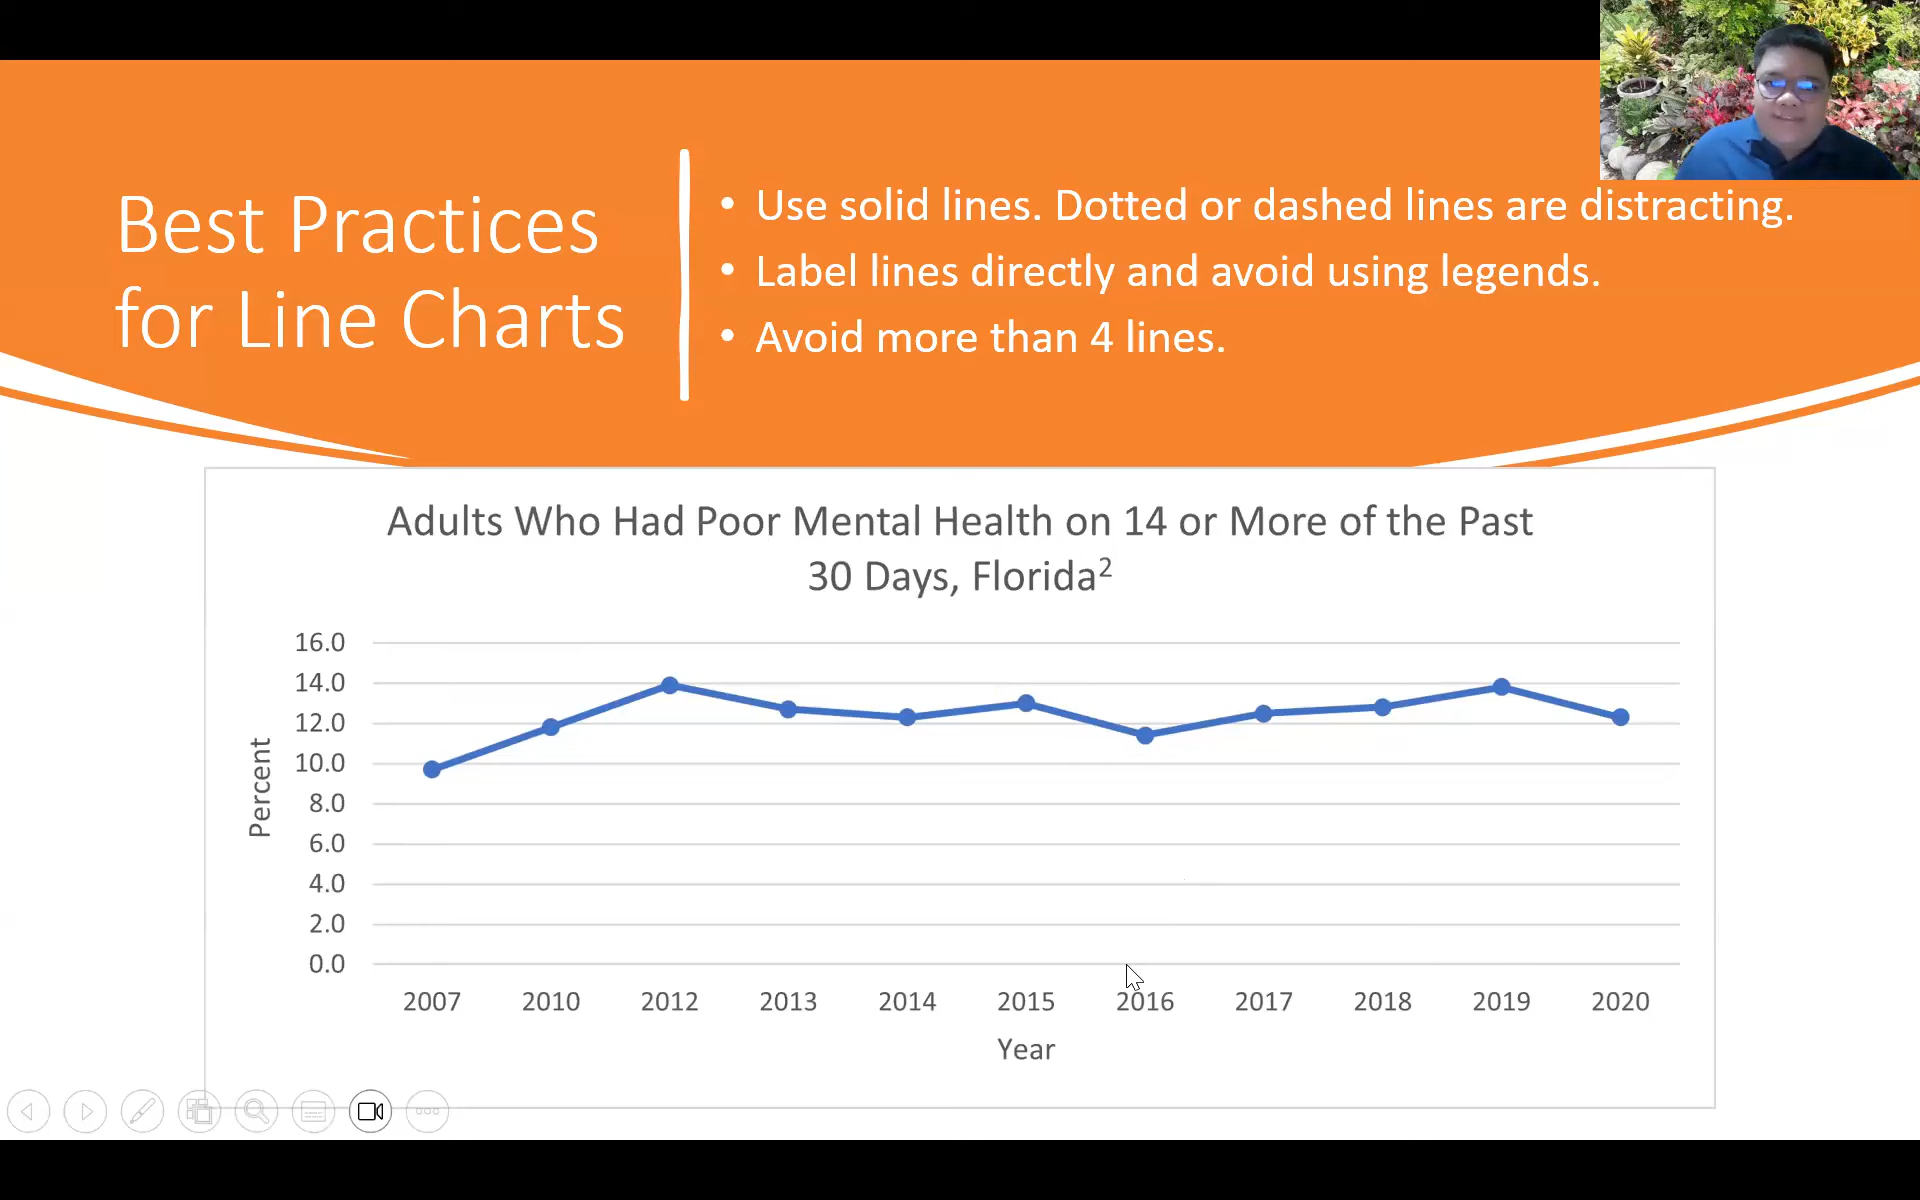 Best Practices
for Line Charts
• Use solid lines. Dotted or dashed lines are distracting.
• Label lines directly and avoid using legends.
• Avoid more than 4 lines.
Adults Who Had Poor Mental Health on 14 or More of the Past
30 Days, Florida²
Percent
16.0
14.0
12.0
10.0
8.0
6.0
4.0
2.0
0.0
2007 2010 2012 2013 2014 2015 2016 2017 2018 2019 2020
Year